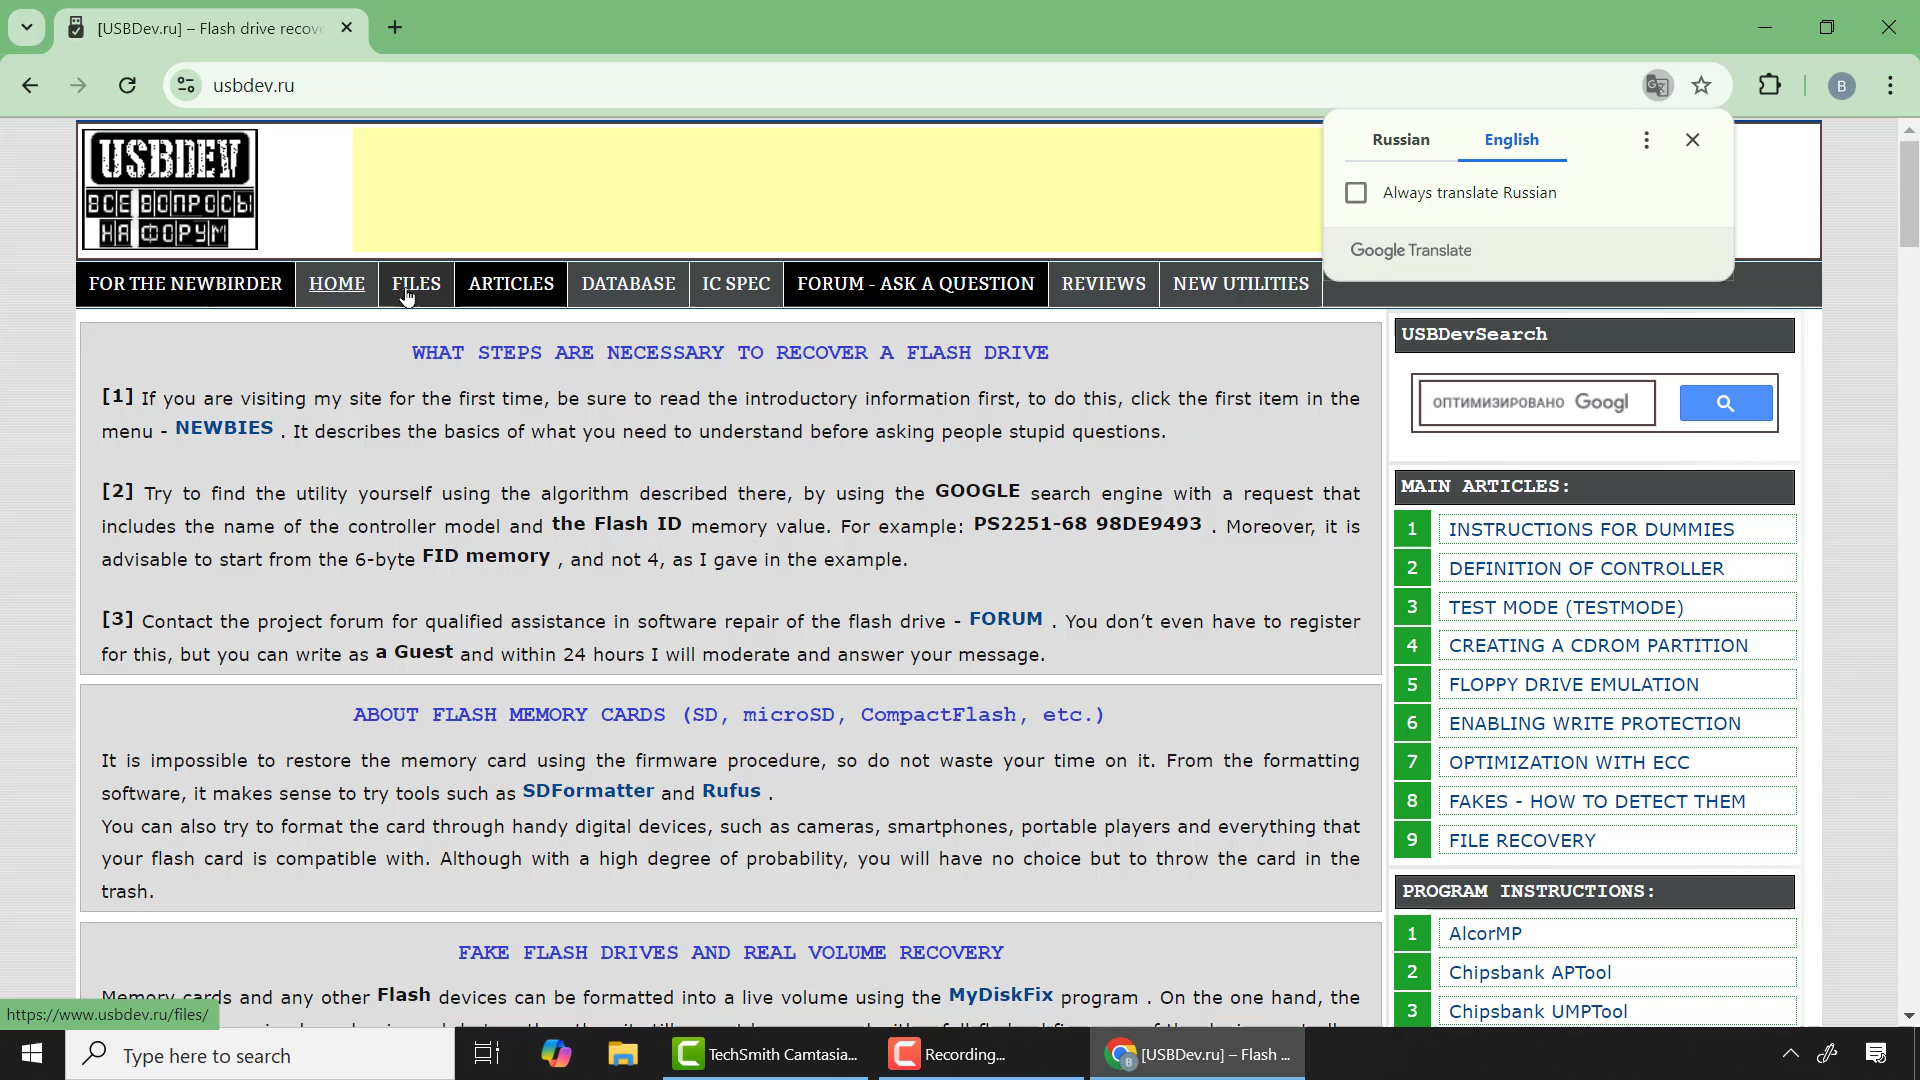 [USBDev.ru] – Flash drive recov
usbdev.ru
B
Russian
English
Always translate Russian
Google Translate
USBDEV
ВСЕ ВОПРОСЫ
НА ФОРУМ
FOR THE NEWBIRDER
HOME
FILES
ARTICLES
DATABASE
IC SPEC
FORUM - ASK A QUESTION
REVIEWS
NEW UTILITIES
WHAT STEPS ARE NECESSARY TO RECOVER A FLASH DRIVE
[1] If you are visiting my site for the first time, be sure to read the introductory information first, to do this, click the first item in the
menu - NEWBIES . It describes the basics of what you need to understand before asking people stupid questions.
[2] Try to find the utility yourself using the algorithm described there, by using the GOOGLE search engine with a request that
includes the name of the controller model and the Flash ID memory value. For example: PS2251-68 98DE9493 . Moreover, it is
advisable to start from the 6-byte FID memory , and not 4, as I gave in the example.
[3] Contact the project forum for qualified assistance in software repair of the flash drive - FORUM . You don’t even have to register
for this, but you can write as a Guest and within 24 hours I will moderate and answer your message.
ABOUT FLASH MEMORY CARDS (SD, microSD, CompactFlash, etc.)
It is impossible to restore the memory card using the firmware procedure, so do not waste your time on it. From the formatting
software, it makes sense to try tools such as SDFormatter and Rufus .
You can also try to format the card through handy digital devices, such as cameras, smartphones, portable players and everything that
your flash card is compatible with. Although with a high degree of probability, you will have no choice but to throw the card in the
trash.
FAKE FLASH DRIVES AND REAL VOLUME RECOVERY
Memory cards and any other Flash devices can be formatted into a live volume using the MyDiskFix program . On the one hand, the
USBDevSearch
ОПТИМИЗИРОВАНО Googl
MAIN ARTICLES:
1 INSTRUCTIONS FOR DUMMIES
2 DEFINITION OF CONTROLLER
3 TEST MODE (TESTMODE)
4 CREATING A CDROM PARTITION
5 FLOPPY DRIVE EMULATION
6 ENABLING WRITE PROTECTION
7 OPTIMIZATION WITH ECC
8 FAKES - HOW TO DETECT THEM
9 FILE RECOVERY
PROGRAM INSTRUCTIONS:
1 AlcorMP
2 Chipsbank APTool
3 Chipsbank UMPTool
https://www.usbdev.ru/files/
Type here to search
TechSmith Camtasia...
Recording...
[USBDev.ru] – Flash ...